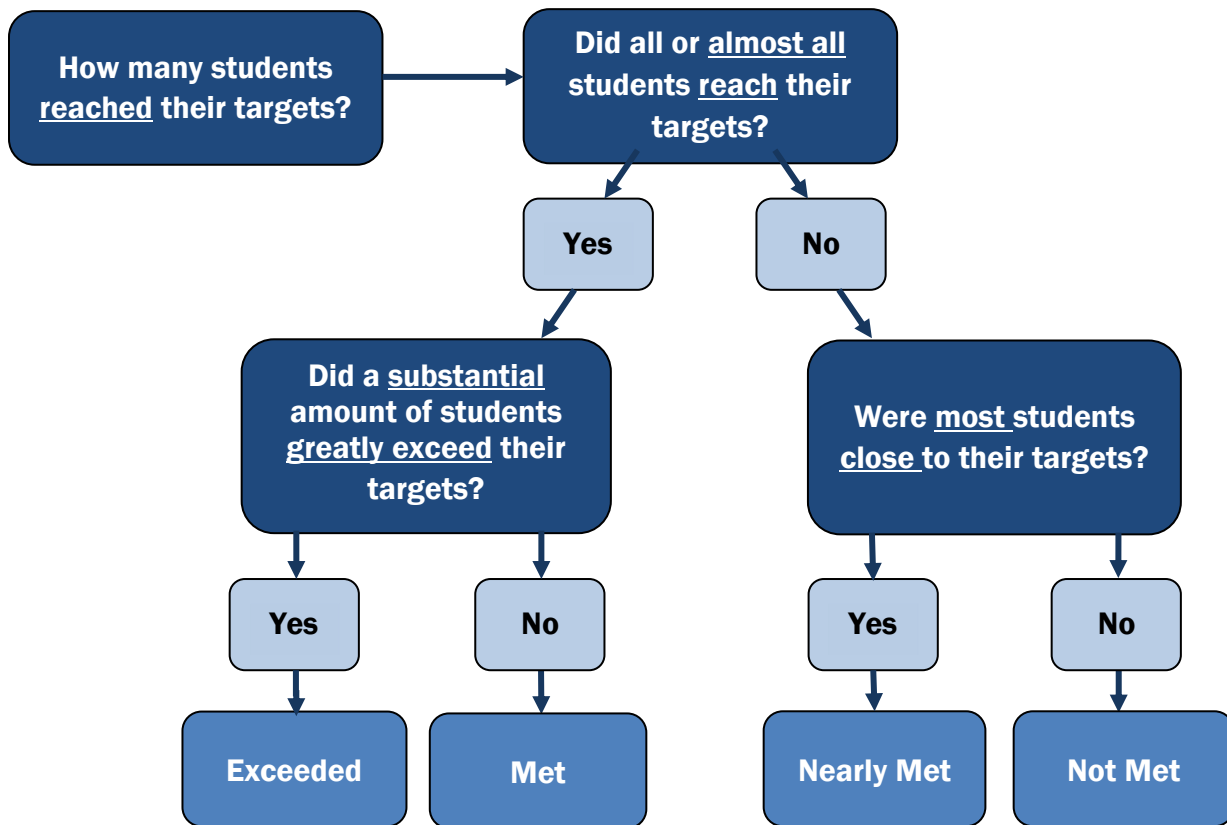 How many students
reached their targets?
Did all or almost all
students reach their
targets?
Yes
No
Did a substantial
amount of students
greatly exceed their
targets?
Were most students
close to their targets?
Yes
No
Yes
No
Exceeded
Met
Nearly Met
Not Met